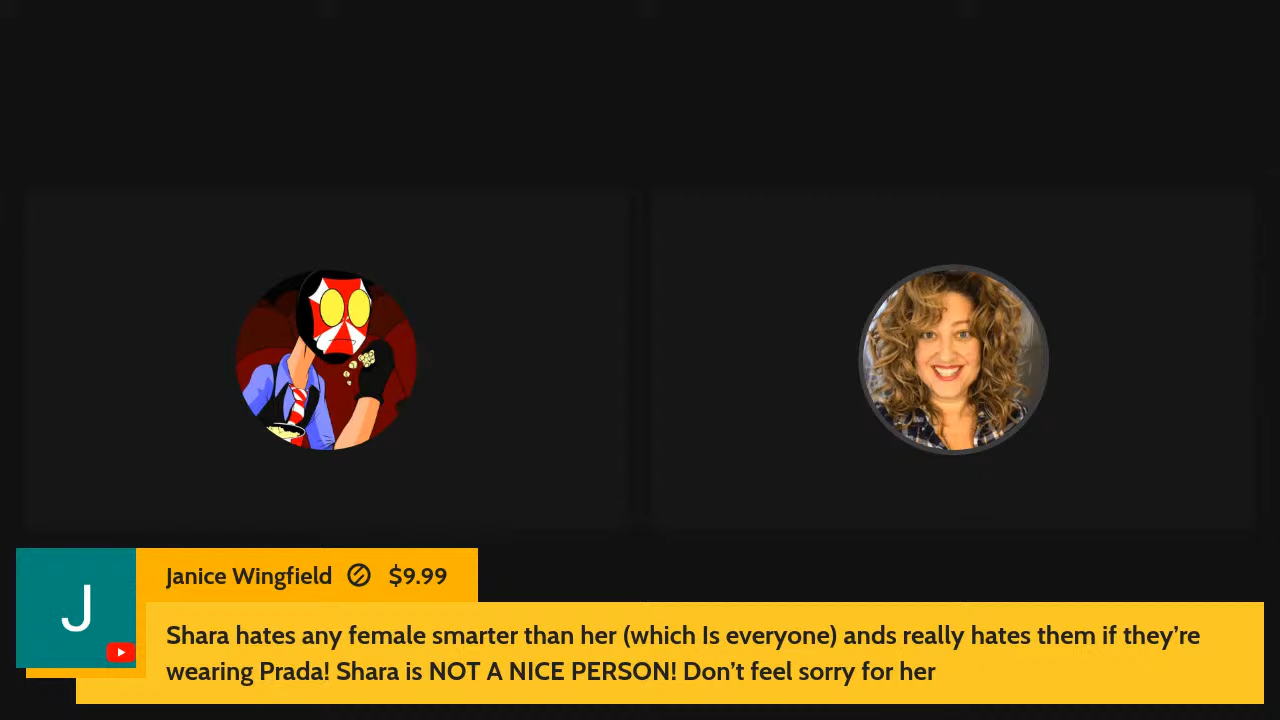 Janice Wingfield $9.99
J
Shara hates any female smarter than her (which Is everyone) ands really hates them if they’re
wearing Prada! Shara is NOT A NICE PERSON! Don’t feel sorry for her